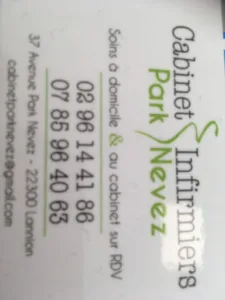 Cabinet Infirmiers
Park Nevez
Soins à domicile & au cabinet sur RDV
02 96 14 41 86
07 85 96 40 63
37 Avenue Park Nevez - 22300 Lannion
cabinetparknevez@gmail.com